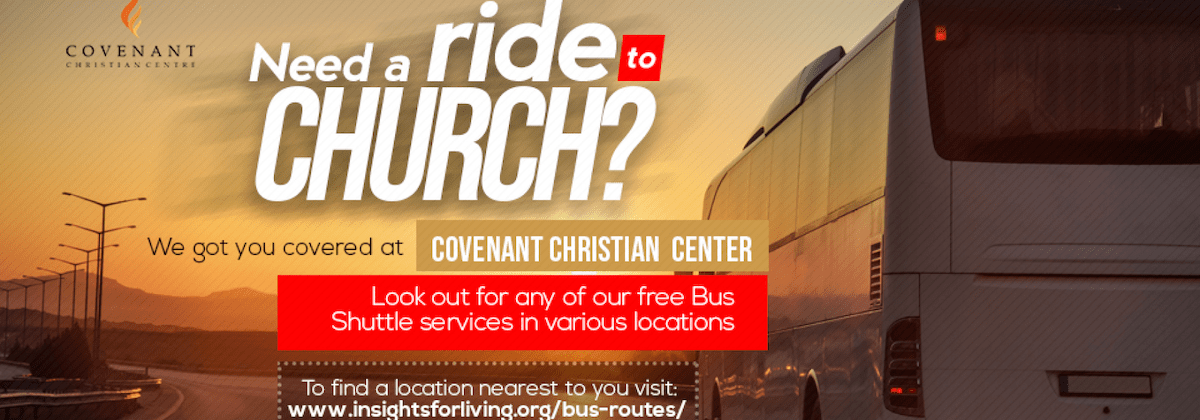 COVENANT
CHRISTIAN CENTRE
Need a ride to
CHURCH?
We got you covered at COVENANT CHRISTIAN CENTER
Look out for any of our free Bus
Shuttle services in various locations
To find a location nearest to you visit:
www.insightsforliving.org/bus-routes/